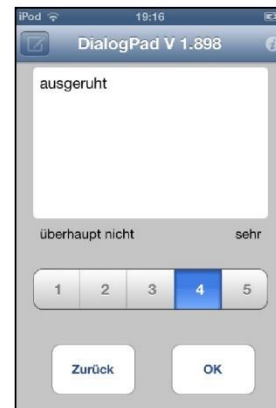 iPod 19:16
DialogPad V 1.898
ausgeruht
überhaupt nicht sehr
1 2 3 4 5
Zurück OK